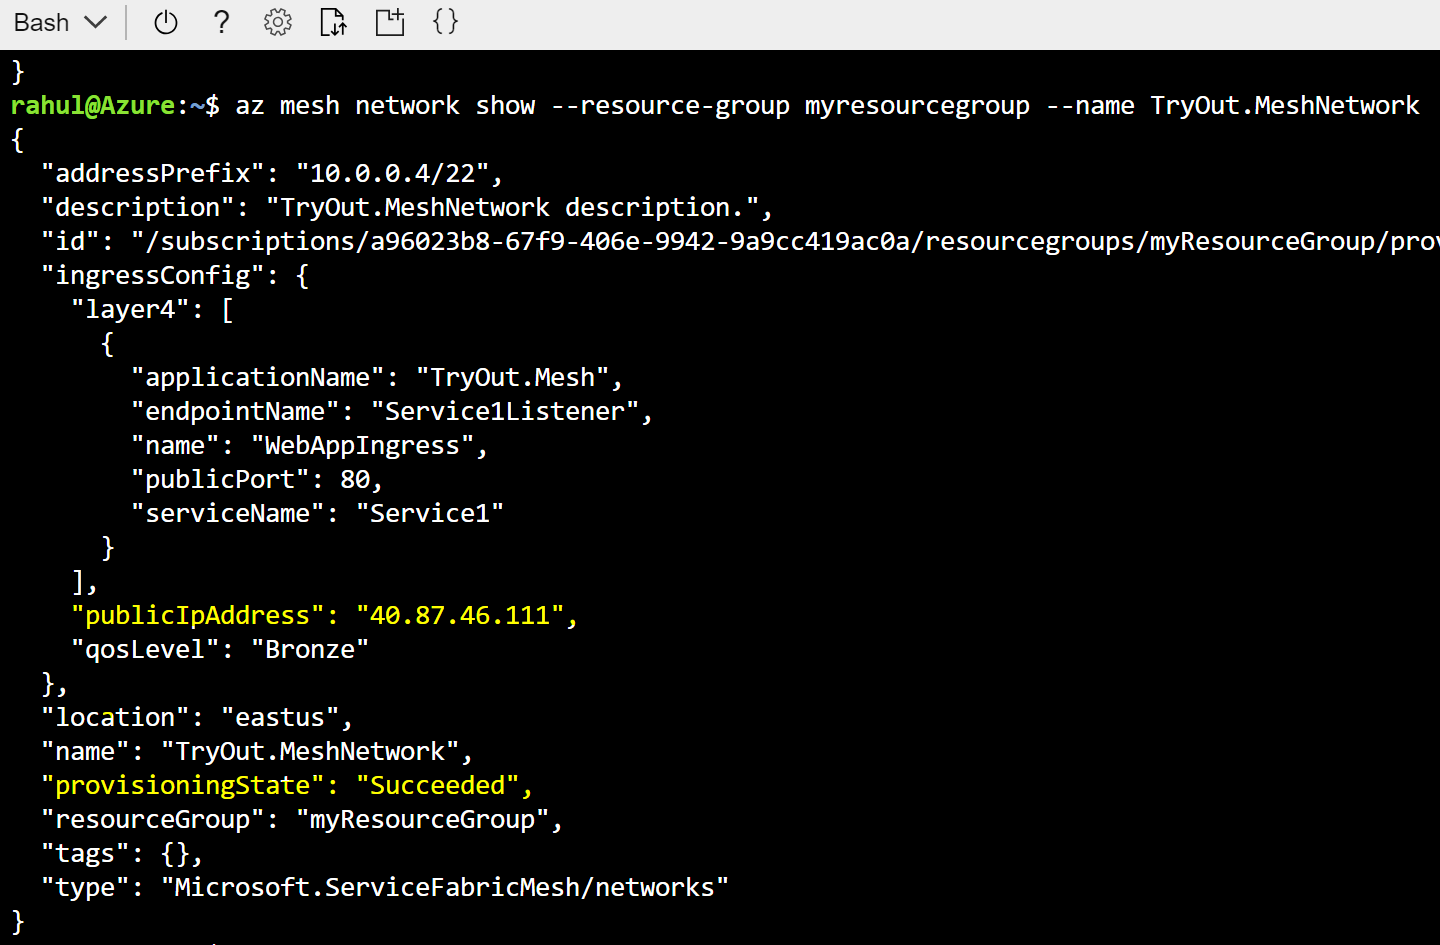 Bash
}
rahul@Azure:~$ az mesh network show --resource-group myresourcegroup --name TryOut.MeshNetwork
{
  "addressPrefix": "10.0.0.4/22",
  "description": "TryOut.MeshNetwork description.",
  "id": "/subscriptions/a96023b8-67f9-406e-9942-9a9cc419ac0a/resourcegroups/myResourceGroup/prov
  "ingressConfig": {
    "layer4": [
      {
        "applicationName": "TryOut.Mesh",
        "endpointName": "Service1Listener",
        "name": "WebAppIngress",
        "publicPort": 80,
        "serviceName": "Service1"
      }
    ],
    "publicIpAddress": "40.87.46.111",
    "qosLevel": "Bronze"
  },
  "location": "eastus",
  "name": "TryOut.MeshNetwork",
  "provisioningState": "Succeeded",
  "resourceGroup": "myResourceGroup",
  "tags": {},
  "type": "Microsoft.ServiceFabricMesh/networks"
}